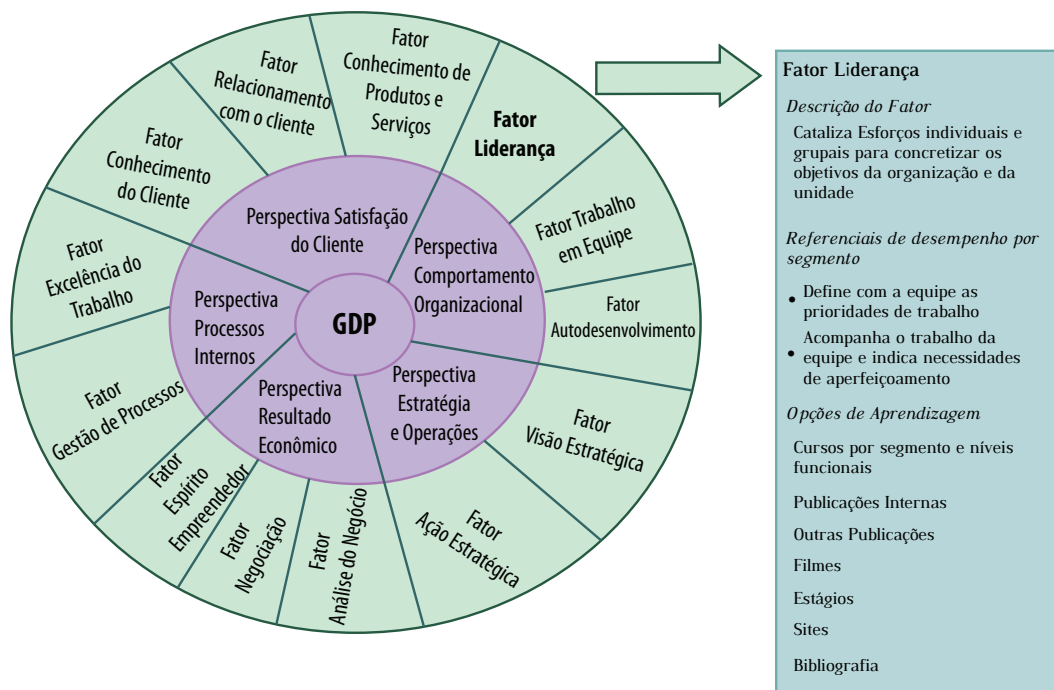 Fator
Conhecimento de
Produtos e
Serviços
Fator
Liderança
Fator Trabalho
em Equipe
Fator
Autodesenvolvimento
Fator
Visão Estratégica
Fator
Ação Estratégica
Fator
Análise do Negócio
Fator
Negociação
Fator
Espírito
Empreendedor
Fator
Gestão de Processos
Fator
Excelência do
Trabalho
Fator
Conhecimento
do Cliente
Fator
Relacionamento
com o cliente
Perspectiva Satisfação
do Cliente
Perspectiva
Comportamento
Organizacional
Perspectiva
Estratégia
e Operações
Perspectiva
Resultado
Econômico
Perspectiva
Processos
Internos
GDP
Fator Liderança
Descrição do Fator
Cataliza Esforços individuais e
grupais para concretizar os
objetivos da organização e da
unidade
Referenciais de desempenho por
segmento
• Define com a equipe as
prioridades de trabalho
• Acompanha o trabalho da
equipe e indica necessidades
de aperfeiçoamento
Opções de Aprendizagem
Cursos por segmento e níveis
funcionais
Publicações Internas
Outras Publicações
Filmes
Estágios
Sites
Bibliografia